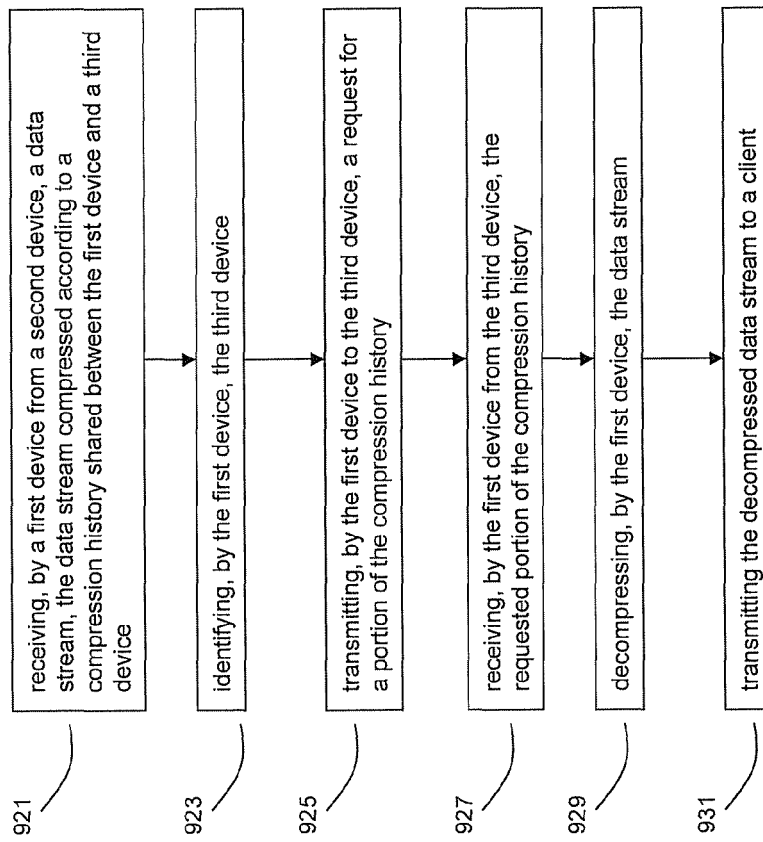 921
receiving, by a first device from a second device, a data
stream, the data stream compressed according to a
compression history shared between the first device and a third
device
923
identifying, by the first device, the third device
925
transmitting, by the first device to the third device, a request for
a portion of the compression history
927
receiving, by the first device from the third device, the
requested portion of the compression history
929
decompressing, by the first device, the data stream
931
transmitting the decompressed data stream to a client